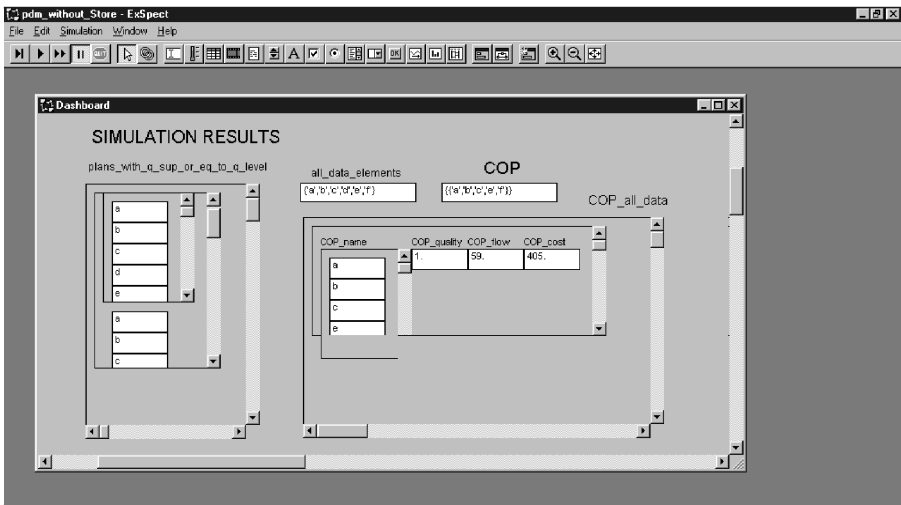 pdm_without_Store - ExSpect
File Edit Simulation Window Help
Dashboard
SIMULATION RESULTS
plans_with_q_sup_or_eq_to_q_level
all_data_elements
COP
{'a','b','c','d','e','f'}
{{'a','b','c','e','f'}}
COP_all_data
a
b
c
d
e
a
b
c
COP_name COP_quality COP_flow COP_cost
1. 59. 405.
a
b
c
e